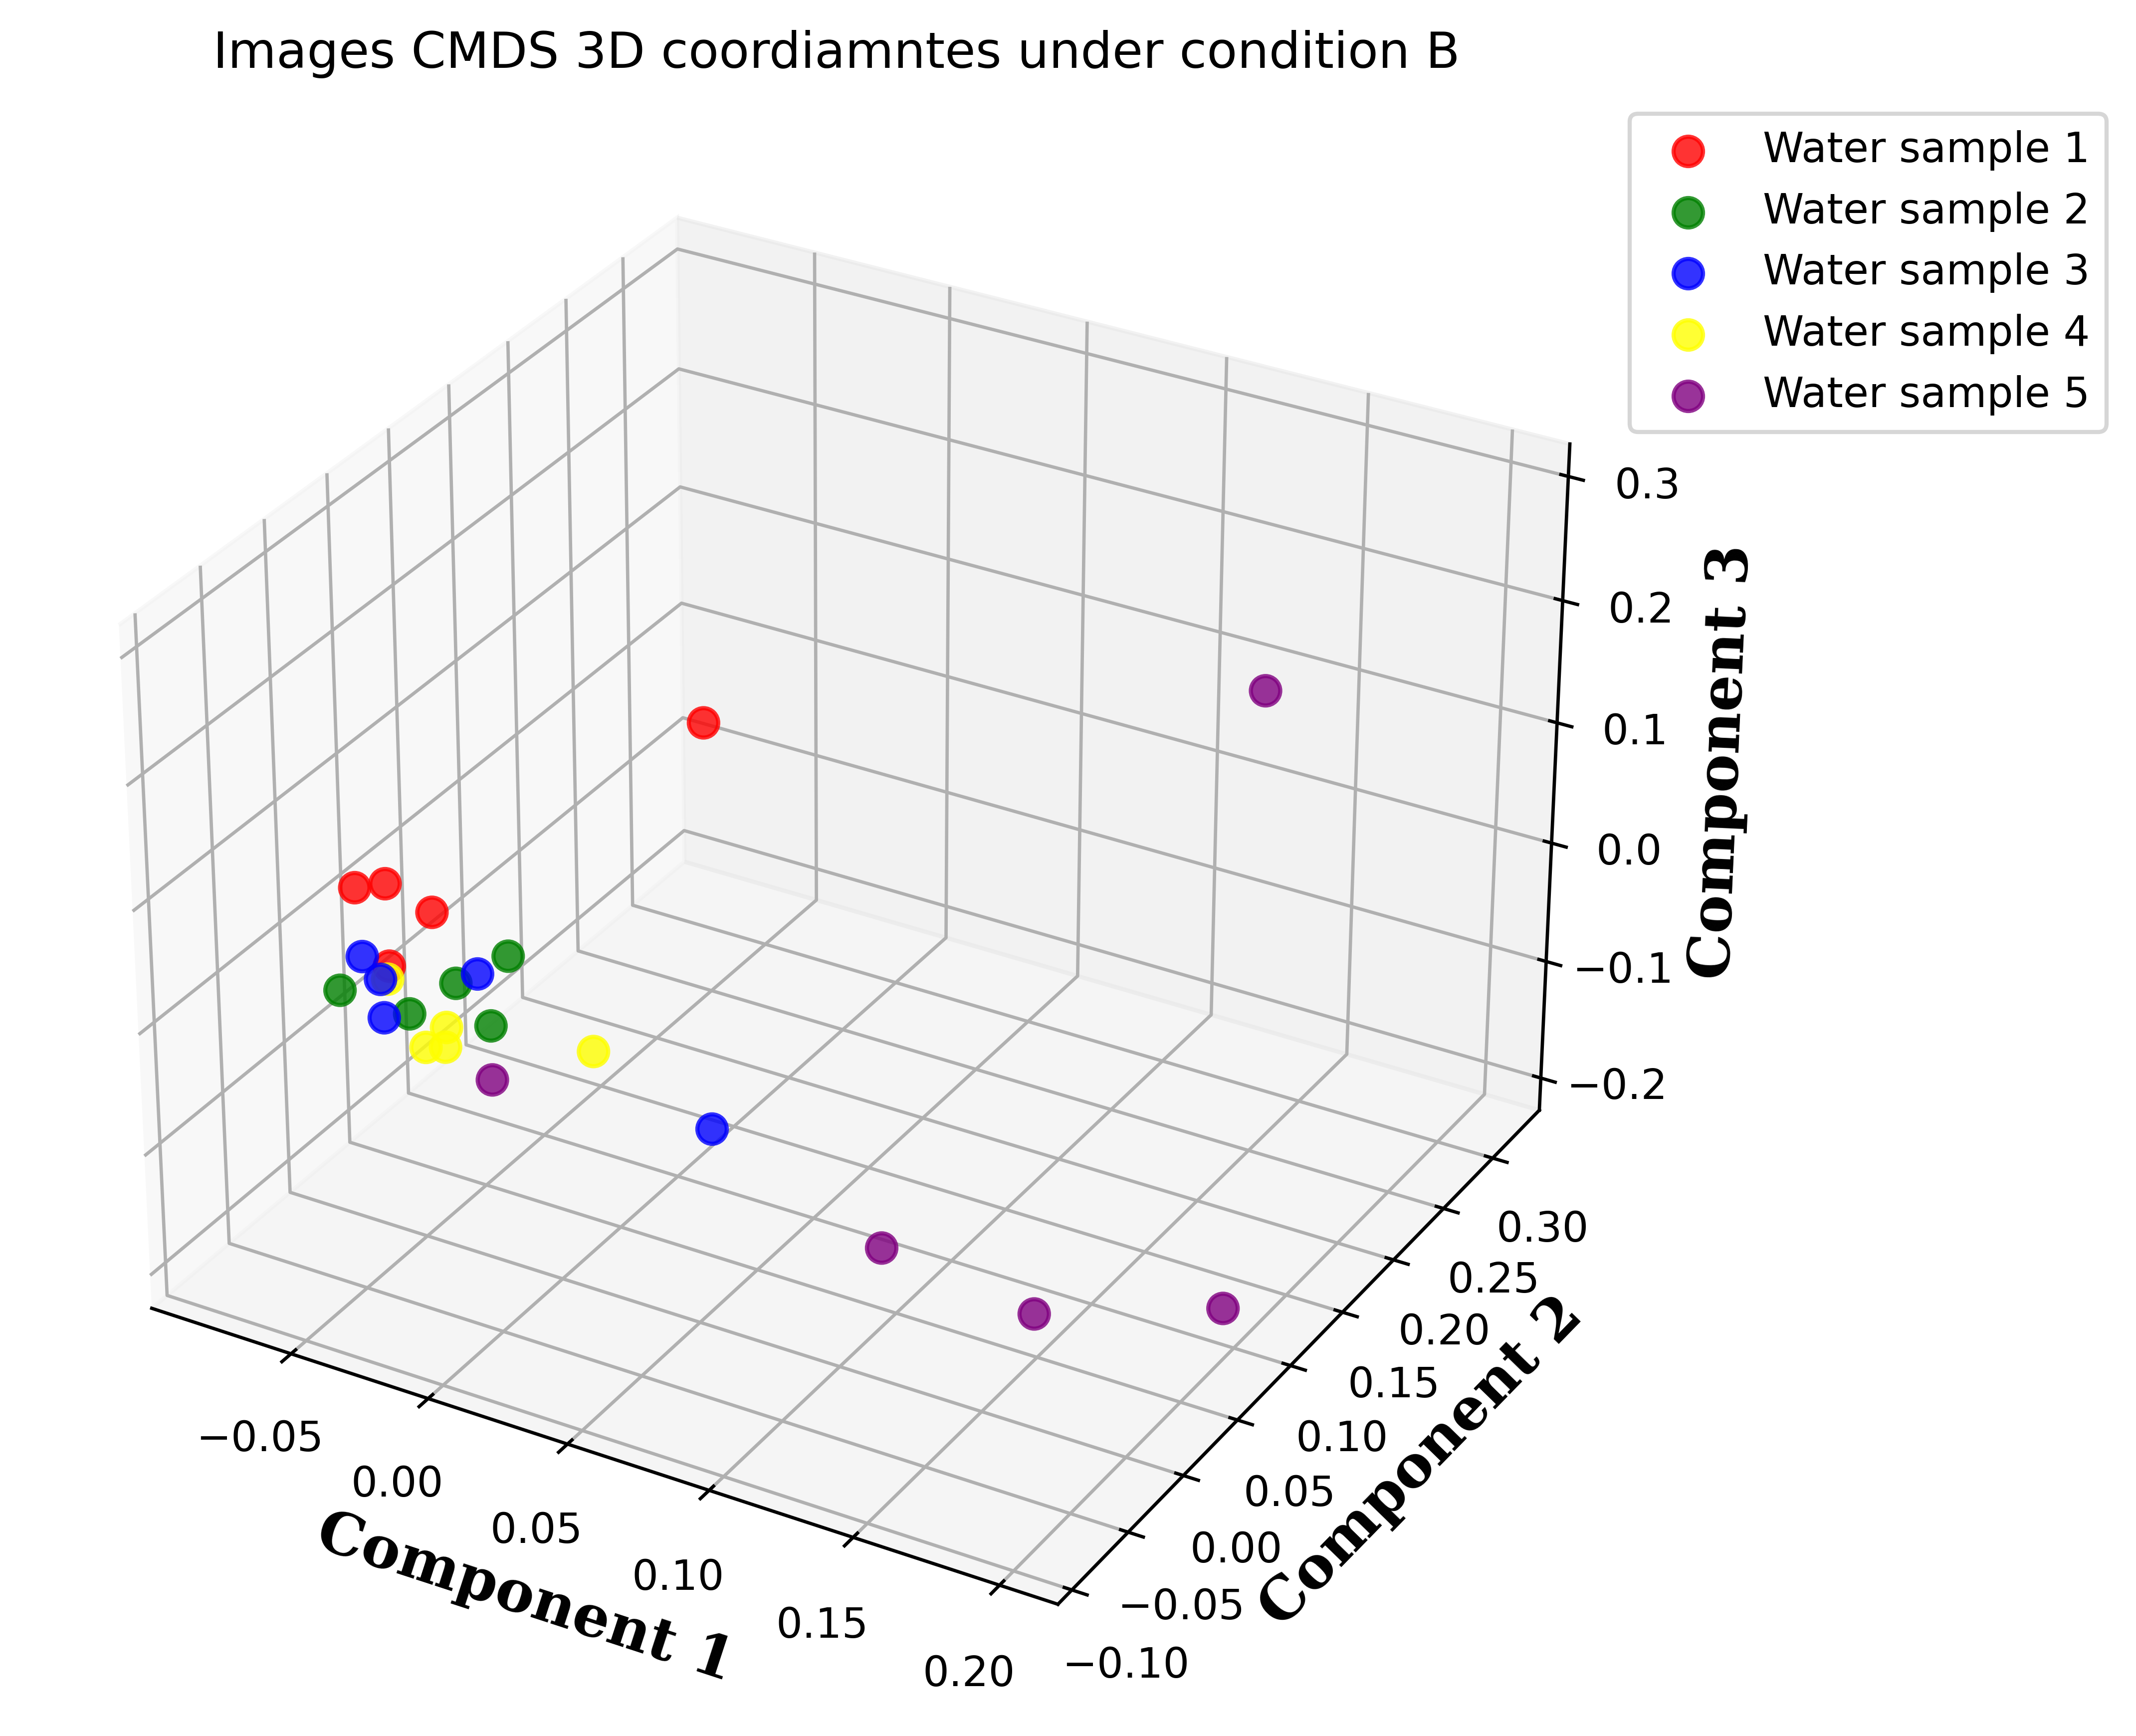 Images CMDS 3D coordiamntes under condition B
Water sample 1
Water sample 2
Water sample 3
Water sample 4
Water sample 5
0.3
0.2
0.1
0.0
−0.1
−0.2
Component 3
0.30
0.25
0.20
0.15
0.10
0.05
0.00
−0.05
−0.10
Component 2
−0.05
0.00
0.05
0.10
0.15
0.20
Component 1